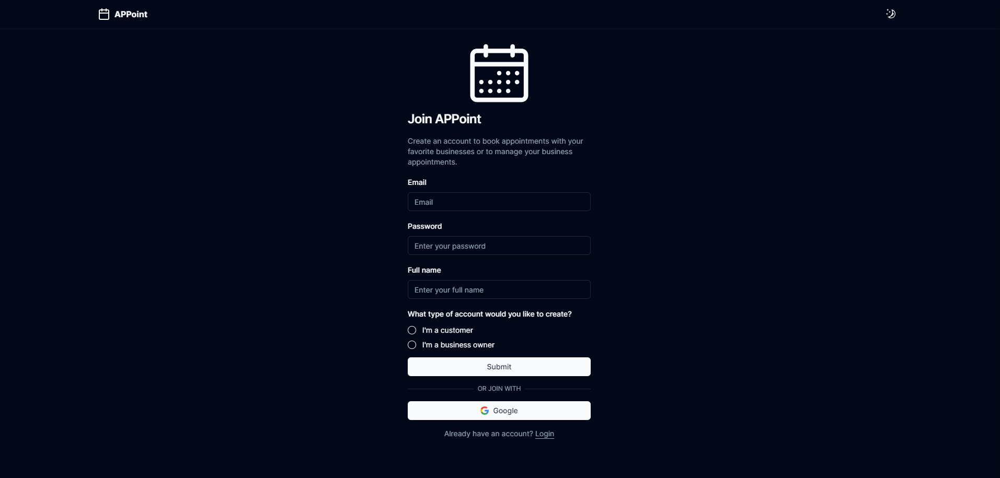 APPoint
Join APPoint
Create an account to book appointments with your
favorite businesses or to manage your business
appointments.
Email
Email
Password
Enter your password
Full name
Enter your full name
What type of account would you like to create?
I'm a customer
I'm a business owner
Submit
OR JOIN WITH
Google
Already have an account? Login